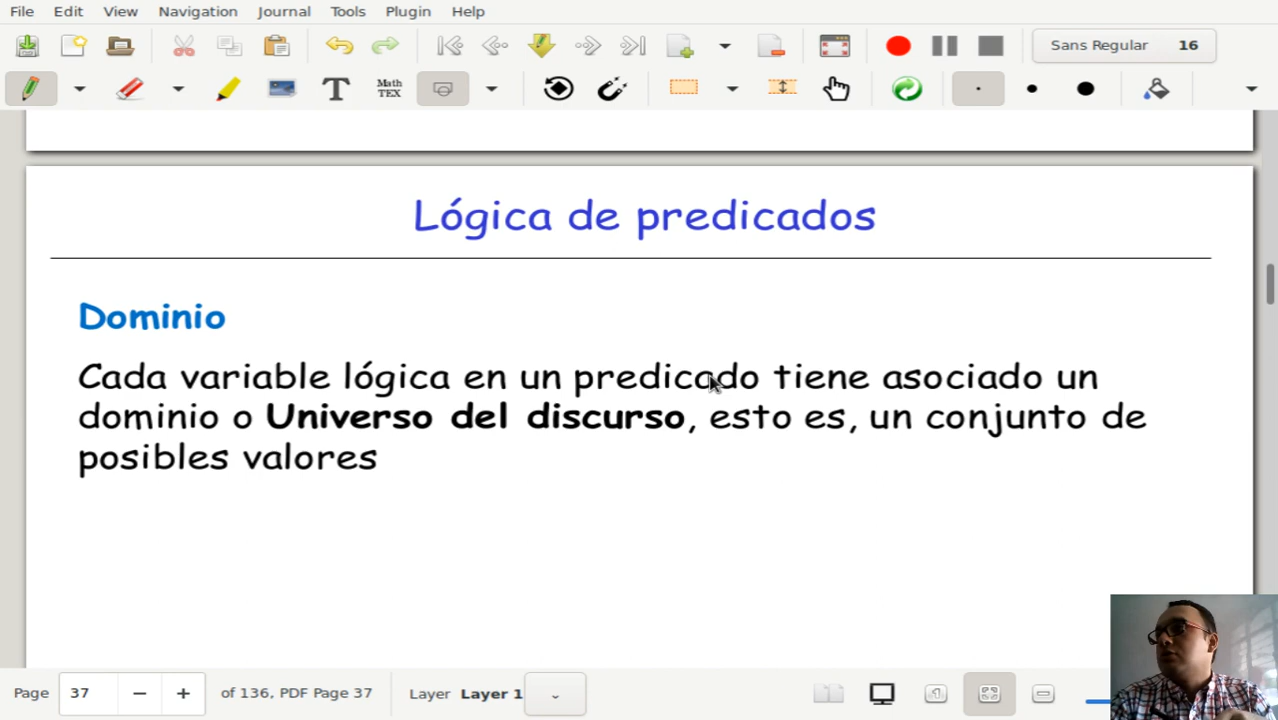 File Edit View Navigation Journal Tools Plugin Help
Sans Regular 16
T Math TEX
Lógica de predicados
Dominio
Cada variable lógica en un predicado tiene asociado un
dominio o Universo del discurso, esto es, un conjunto de
posibles valores
Page 37 of 136, PDF Page 37 Layer Layer 1